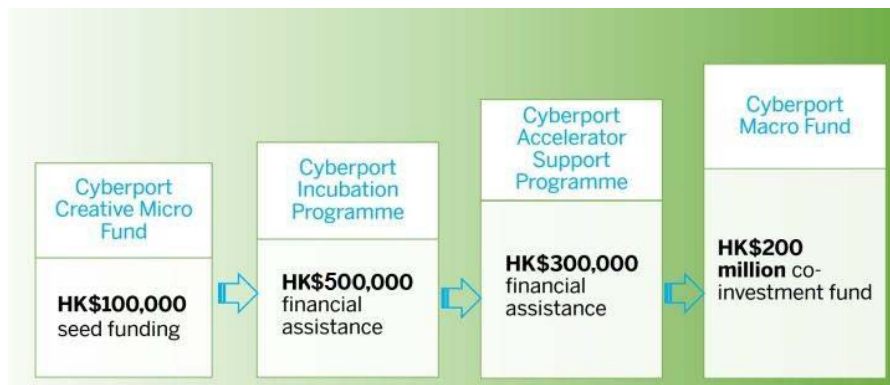 Cyberport
Creative Micro
Fund
HK$100,000
seed funding
Cyberport
Incubation
Programme
HK$500,000
financial
assistance
Cyberport
Accelerator
Support
Programme
HK$300,000
financial
assistance
Cyberport
Macro Fund
HK$200
million co-
investment fund